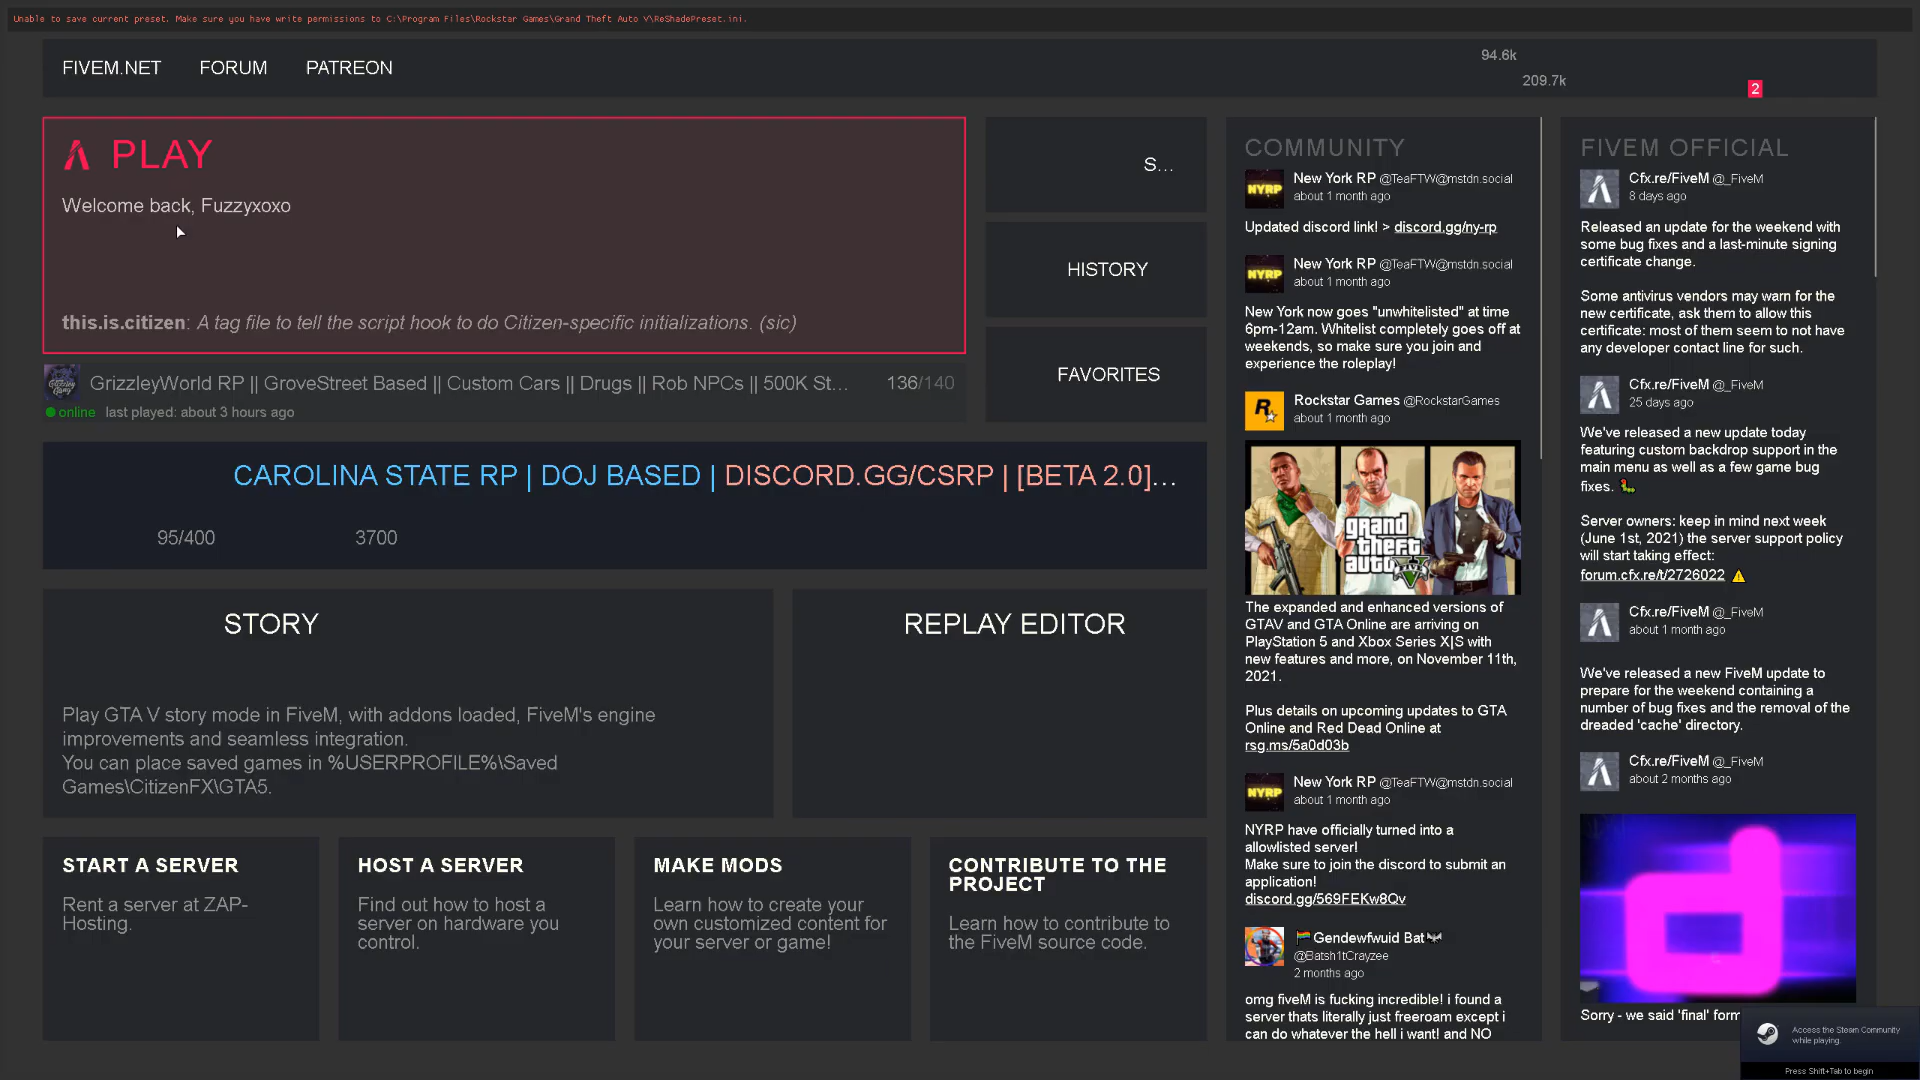 Unable to save current preset. Make sure you have write permissions to C:\Program Files\Rockstar Games\Grand Theft Auto V\ReShadePreset.ini.
FIVEM.NET FORUM PATREON
94.6k
209.7k
2
PLAY
Welcome back, Fuzzyxoxo
this.is.citizen: A tag file to tell the script hook to do Citizen-specific initializations. (sic)
GrizzleyWorld RP || GroveStreet Based || Custom Cars || Drugs || Rob NPCs || 500K St... 136/140
online last played: about 3 hours ago
S...
HISTORY
FAVORITES
CAROLINA STATE RP | DOJ BASED | DISCORD.GG/CSRP | [BETA 2.0]...
95/400 3700
STORY
Play GTA V story mode in FiveM, with addons loaded, FiveM's engine
improvements and seamless integration.
You can place saved games in %USERPROFILE%\Saved
Games\CitizenFX\GTA5.
REPLAY EDITOR
START A SERVER
Rent a server at ZAP-
Hosting.
HOST A SERVER
Find out how to host a
server on hardware you
control.
MAKE MODS
Learn how to create your
own customized content for
your server or game!
CONTRIBUTE TO THE
PROJECT
Learn how to contribute to
the FiveM source code.
COMMUNITY
NYRP
New York RP @TeaFTW@mstdn.social
about 1 month ago
Updated discord link! > discord.gg/ny-rp
NYRP
New York RP @TeaFTW@mstdn.social
about 1 month ago
New York now goes "unwhitelisted" at time
6pm-12am. Whitelist completely goes off at
weekends, so make sure you join and
experience the roleplay!
R
Rockstar Games @RockstarGames
about 1 month ago
grand
theft
auto
V
FIVE
The expanded and enhanced versions of
GTAV and GTA Online are arriving on
PlayStation 5 and Xbox Series X|S with
new features and more, on November 11th,
2021.
Plus details on upcoming updates to GTA
Online and Red Dead Online at
rsg.ms/5a0d03b
NYRP
New York RP @TeaFTW@mstdn.social
about 1 month ago
NYRP have officially turned into a
allowlisted server!
Make sure to join the discord to submit an
application!
discord.gg/569FEKw8Qv
🏳️‍🌈Gendewfwuid Bat🦇
@Batsh1tCrayzee
2 months ago
omg fiveM is fucking incredible! i found a
server thats literally just freeroam except i
can do whatever the hell i want! and NO
FIVEM OFFICIAL
Cfx.re/FiveM @_FiveM
8 days ago
Released an update for the weekend with
some bug fixes and a last-minute signing
certificate change.
Some antivirus vendors may warn for the
new certificate, ask them to allow this
certificate: most of them seem to not have
any developer contact line for such.
Cfx.re/FiveM @_FiveM
25 days ago
We've released a new update today
featuring custom backdrop support in the
main menu as well as a few game bug
fixes. 🐛
Server owners: keep in mind next week
(June 1st, 2021) the server support policy
will start taking effect:
forum.cfx.re/t/2726022 ⚠️
Cfx.re/FiveM @_FiveM
about 1 month ago
We've released a new FiveM update to
prepare for the weekend containing a
number of bug fixes and the removal of the
dreaded 'cache' directory.
Cfx.re/FiveM @_FiveM
about 2 months ago
Sorry - we said 'final' form
Access the Steam Community
while playing.
Press Shift+Tab to begin